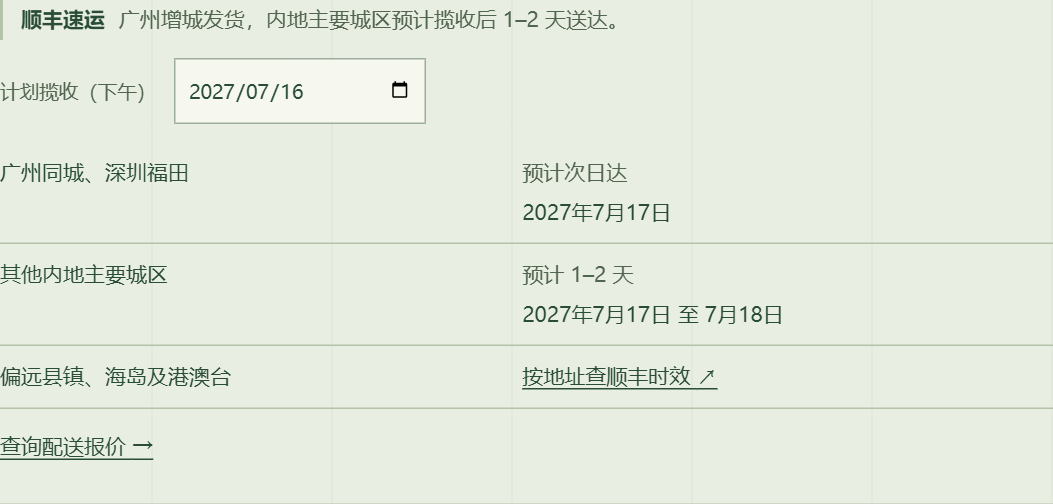 顺丰速运 广州增城发货，内地主要城区预计揽收后 1–2 天送达。
计划揽收（下午） 2027/07/16
广州同城、深圳福田 预计次日达
2027年7月17日
其他内地主要城区 预计 1–2 天
2027年7月17日 至 7月18日
偏远县镇、海岛及港澳台 按地址查顺丰时效 ↗
查询配送报价 →